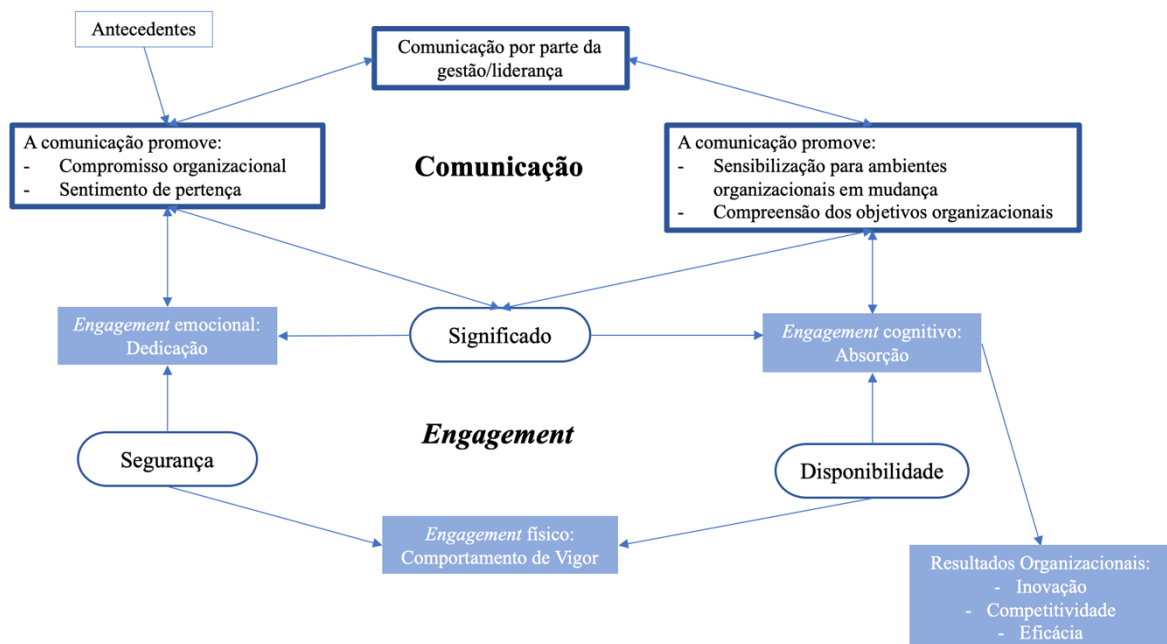 Antecedentes
Comunicação por parte da
gestão/liderança
A comunicação promove:
- Compromisso organizacional
- Sentimento de pertença
Comunicação
A comunicação promove:
- Sensibilização para ambientes
organizacionais em mudança
- Compreensão dos objetivos organizacionais
Engagement emocional:
Dedicação
Significado
Engagement cognitivo:
Absorção
Engagement
Segurança
Disponibilidade
Engagement físico:
Comportamento de Vigor
Resultados Organizacionais:
- Inovação
- Competitividade
- Eficácia